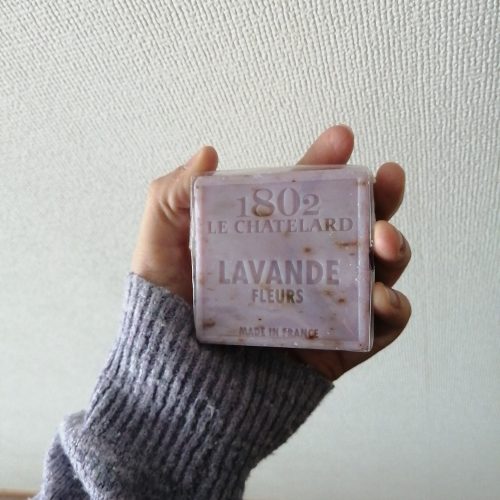 1802
LE CHATELARD
LAVANDE
FLEURS
MADE IN FRANCE